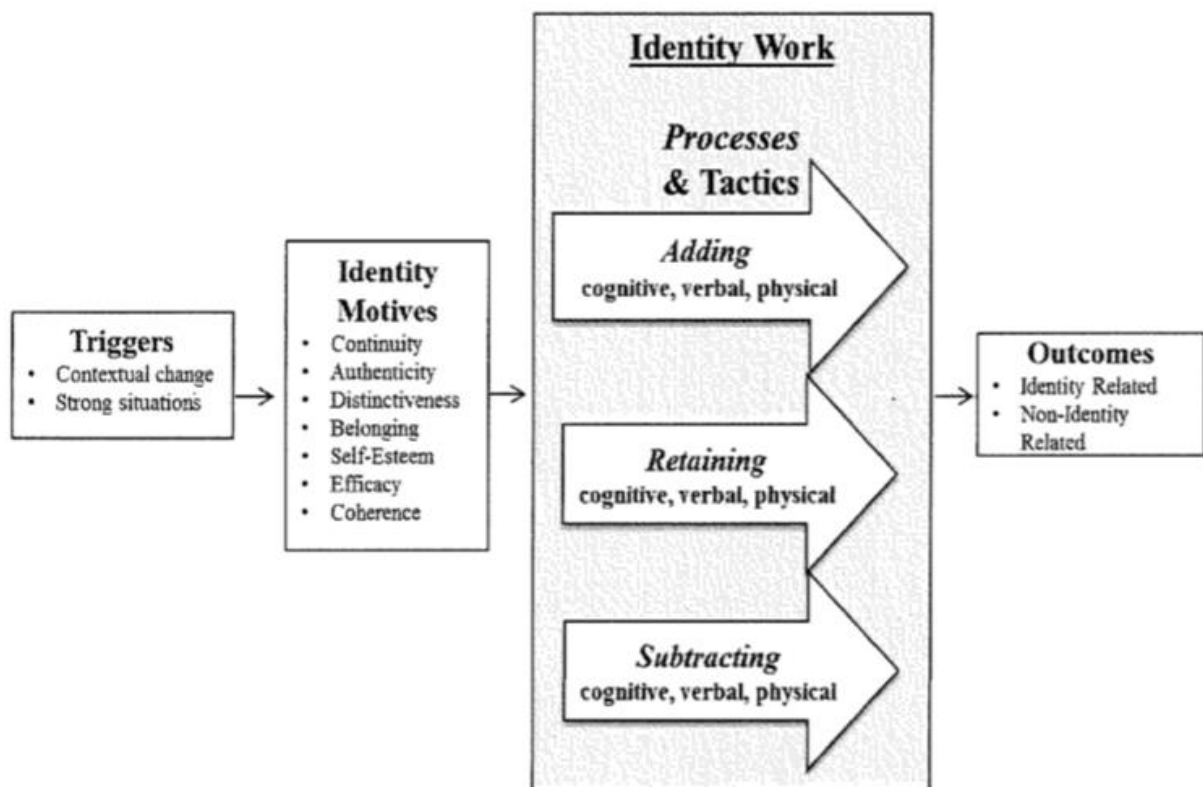 Triggers
• Contextual change
• Strong situations
Identity
Motives
• Continuity
• Authenticity
• Distinctiveness
• Belonging
• Self-Esteem
• Efficacy
• Coherence
Identity Work
Processes
& Tactics
Adding
cognitive, verbal, physical
Retaining
cognitive, verbal, physical
Subtracting
cognitive, verbal, physical
Outcomes
• Identity Related
• Non-Identity
Related